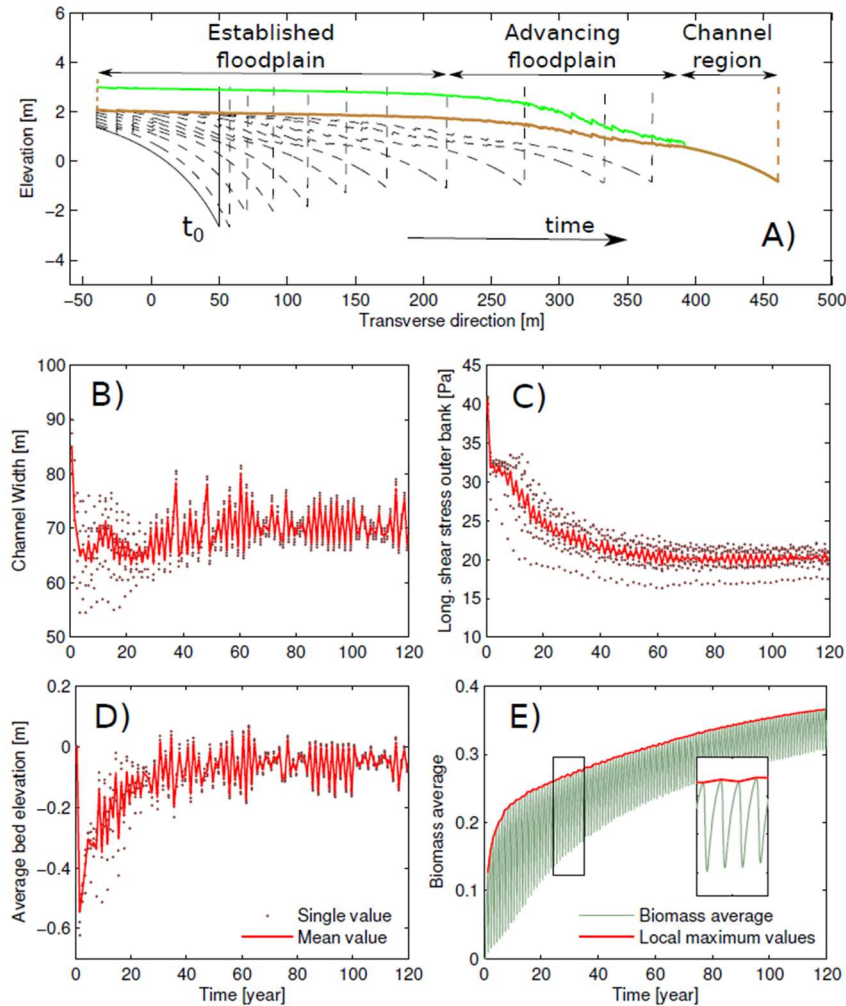 Established floodplain
Advancing floodplain
Channel region
6
4
2
0
−2
−4
Elevation [m]
t0
time
A)
−50 0 50 100 150 200 250 300 350 400 450 500
Transverse direction [m]
B)
100
90
80
70
60
50
Channel Width [m]
0 20 40 60 80 100 120
C)
45
40
35
30
25
20
15
10
Long. shear stress outer bank [Pa]
0 20 40 60 80 100 120
D)
0.2
0
−0.2
−0.4
−0.6
Average bed elevation [m]
Single value
Mean value
0 20 40 60 80 100 120
Time [year]
E)
0.4
0.3
0.2
0.1
0
Biomass average
Biomass average
Local maximum values
0 20 40 60 80 100 120
Time [year]